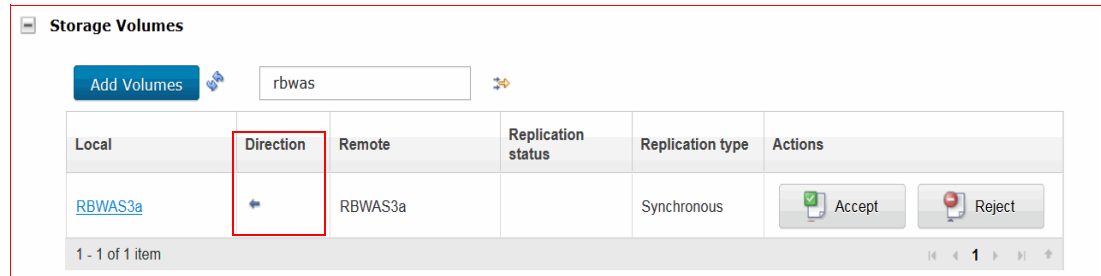 Storage Volumes
Add Volumes
rbwas
Local
Direction
Remote
Replication
status
Replication type
Actions
RBWAS3a
RBWAS3a
Synchronous
Accept
Reject
1 - 1 of 1 item
1